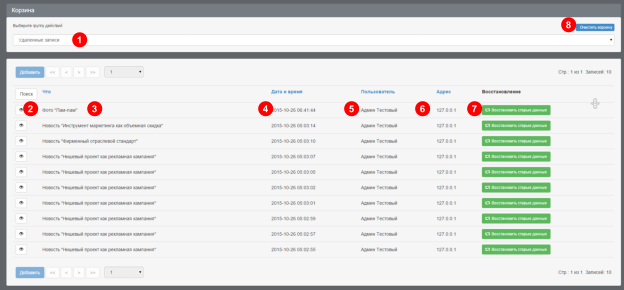 Корзина
Выберите группу действий
8
Очистить корзину
Удаленные записи
1
Добавить << < > >> 1
Стр.: 1 из 1 Записей: 10
Поиск Что Дата и время Пользователь Адрес Восстановление
2 3 4 5 6 7
Фото "Пам-пам" 2015-10-26 06:41:44 Админ Тестовый 127.0.0.1 Восстановить старые данные
Новость "Инструмент маркетинга как объемная скидка" 2015-10-26 05:03:14 Админ Тестовый 127.0.0.1 Восстановить старые данные
Новость "Фирменный отраслевой стандарт" 2015-10-26 05:03:10 Админ Тестовый 127.0.0.1 Восстановить старые данные
Новость "Нишевый проект как рекламная кампания" 2015-10-26 05:03:07 Админ Тестовый 127.0.0.1 Восстановить старые данные
Новость "Нишевый проект как рекламная кампания" 2015-10-26 05:03:05 Админ Тестовый 127.0.0.1 Восстановить старые данные
Новость "Нишевый проект как рекламная кампания" 2015-10-26 05:03:02 Админ Тестовый 127.0.0.1 Восстановить старые данные
Новость "Нишевый проект как рекламная кампания" 2015-10-26 05:03:01 Админ Тестовый 127.0.0.1 Восстановить старые данные
Новость "Нишевый проект как рекламная кампания" 2015-10-26 05:02:59 Админ Тестовый 127.0.0.1 Восстановить старые данные
Новость "Нишевый проект как рекламная кампания" 2015-10-26 05:02:57 Админ Тестовый 127.0.0.1 Восстановить старые данные
Новость "Нишевый проект как рекламная кампания" 2015-10-26 05:02:55 Админ Тестовый 127.0.0.1 Восстановить старые данные
Добавить << < > >> 1
Стр.: 1 из 1 Записей: 10